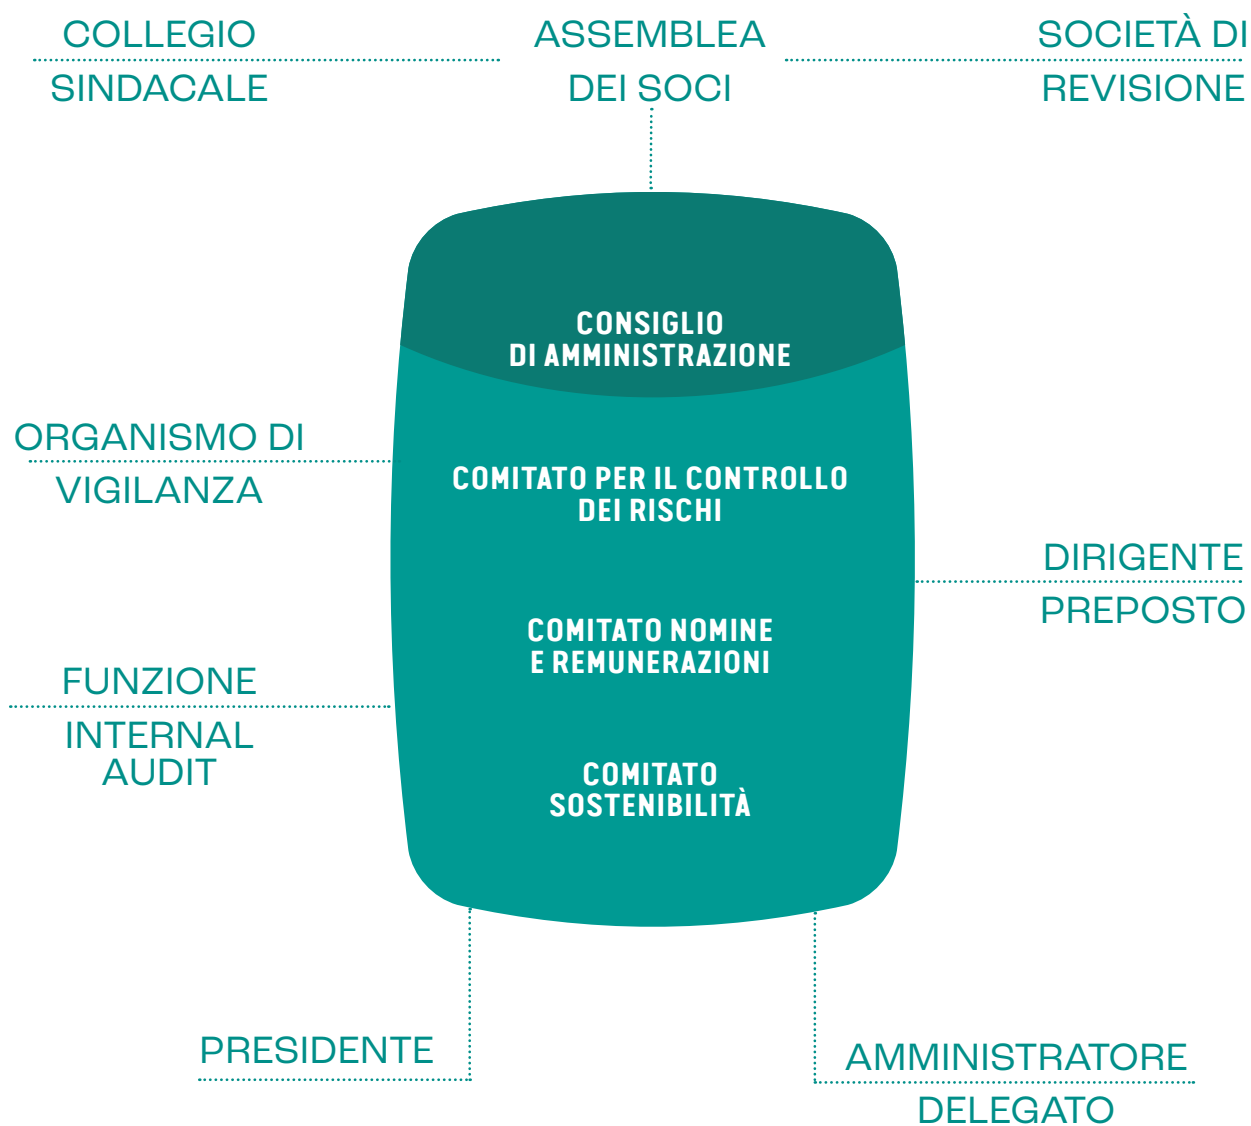 COLLEGIO
SINDACALE
ASSEMBLEA
DEI SOCI
SOCIETÀ DI
REVISIONE
CONSIGLIO
DI AMMINISTRAZIONE
ORGANISMO DI
VIGILANZA
COMITATO PER IL CONTROLLO
DEI RISCHI
DIRIGENTE
PREPOSTO
COMITATO NOMINE
E REMUNERAZIONI
FUNZIONE
INTERNAL
AUDIT
COMITATO
SOSTENIBILITÀ
PRESIDENTE
AMMINISTRATORE
DELEGATO